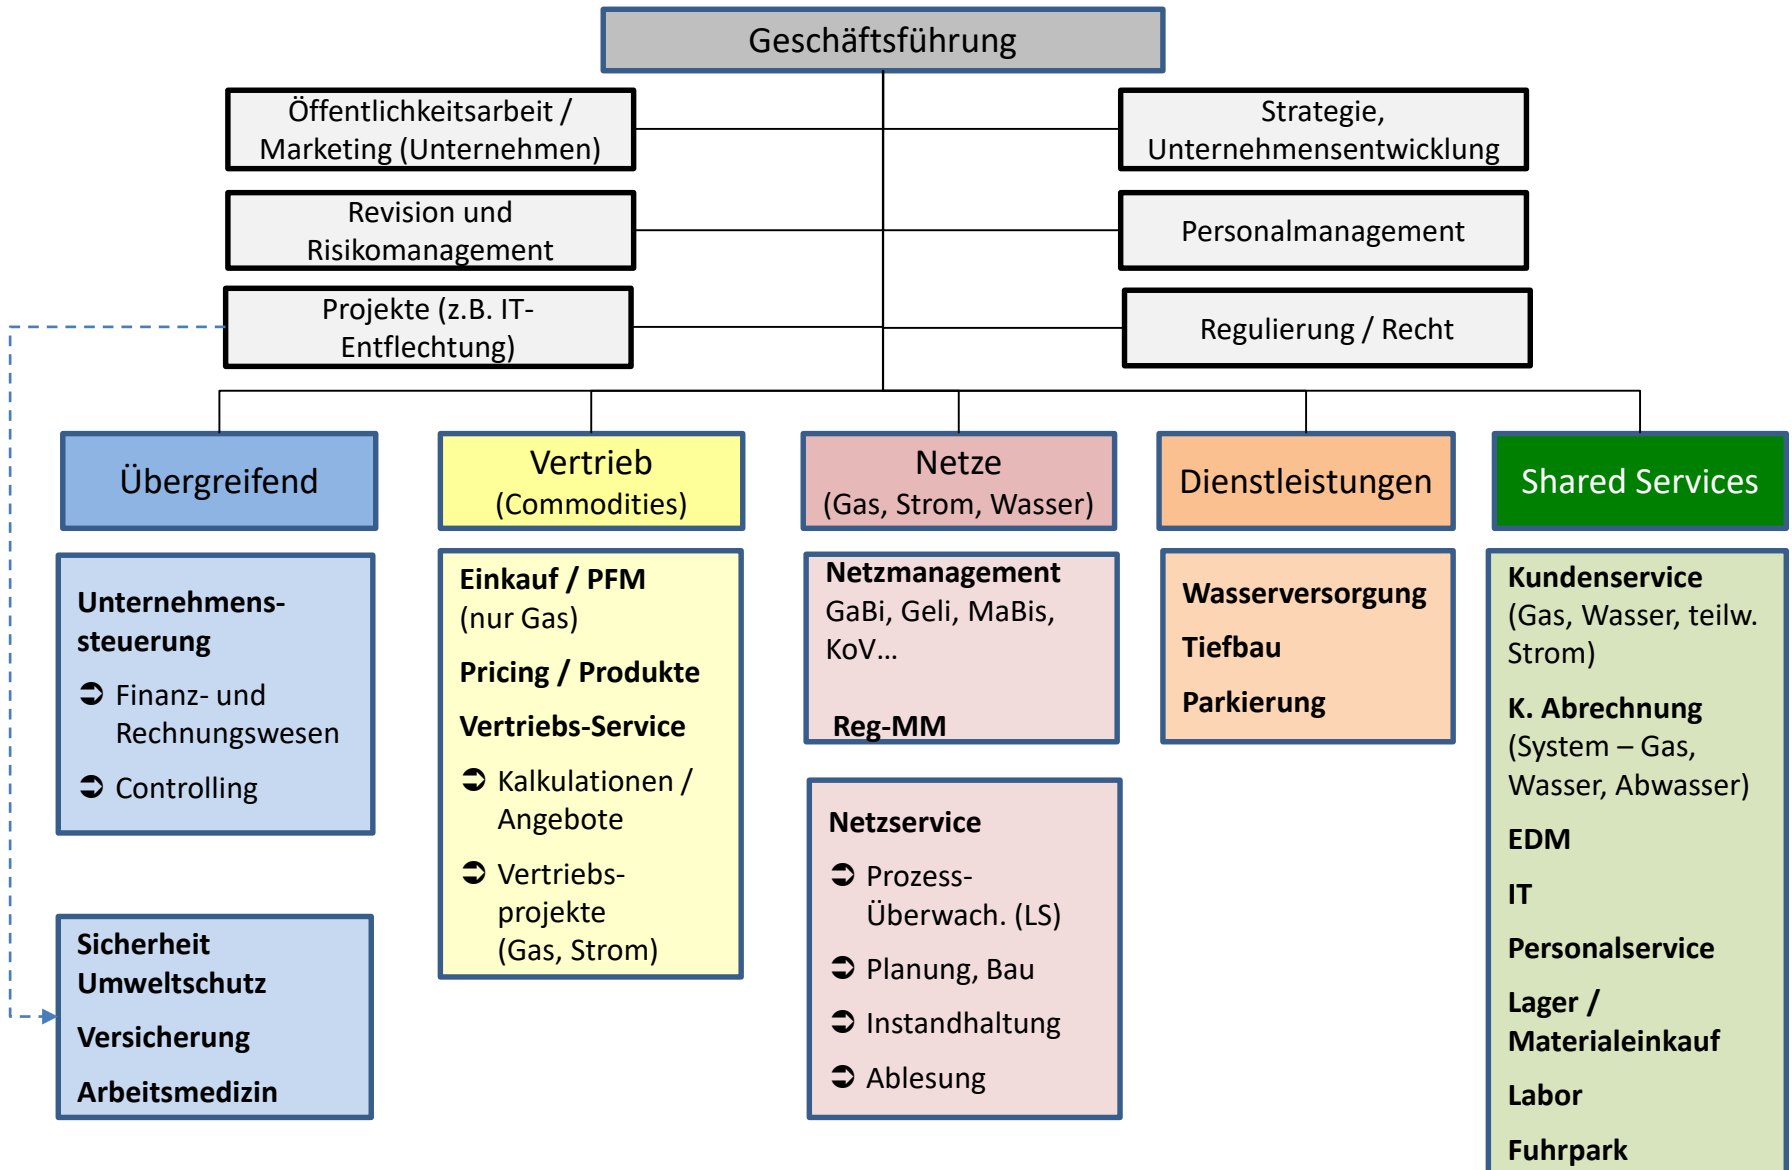 Geschäftsführung
Öffentlichkeitsarbeit /
Marketing (Unternehmen)
Strategie,
Unternehmensentwicklung
Revision und
Risikomanagement
Personalmanagement
Projekte (z.B. IT-
Entflechtung)
Regulierung / Recht
Übergreifend
Vertrieb
(Commodities)
Netze
(Gas, Strom, Wasser)
Dienstleistungen
Shared Services
Unternehmens-
steuerung
➲ Finanz- und
Rechnungswesen
➲ Controlling
Sicherheit
Umweltschutz
Versicherung
Arbeitsmedizin
Einkauf / PFM
(nur Gas)
Pricing / Produkte
Vertriebs-Service
➲ Kalkulationen /
Angebote
➲ Vertriebs-
projekte
(Gas, Strom)
Netzmanagement
GaBi, Geli, MaBis,
KoV…
Reg-MM
Netzservice
➲ Prozess-
Überwach. (LS)
➲ Planung, Bau
➲ Instandhaltung
➲ Ablesung
Wasserversorgung
Tiefbau
Parkierung
Kundenservice
(Gas, Wasser, teilw.
Strom)
K. Abrechnung
(System – Gas,
Wasser, Abwasser)
EDM
IT
Personalservice
Lager /
Materialeinkauf
Labor
Fuhrpark